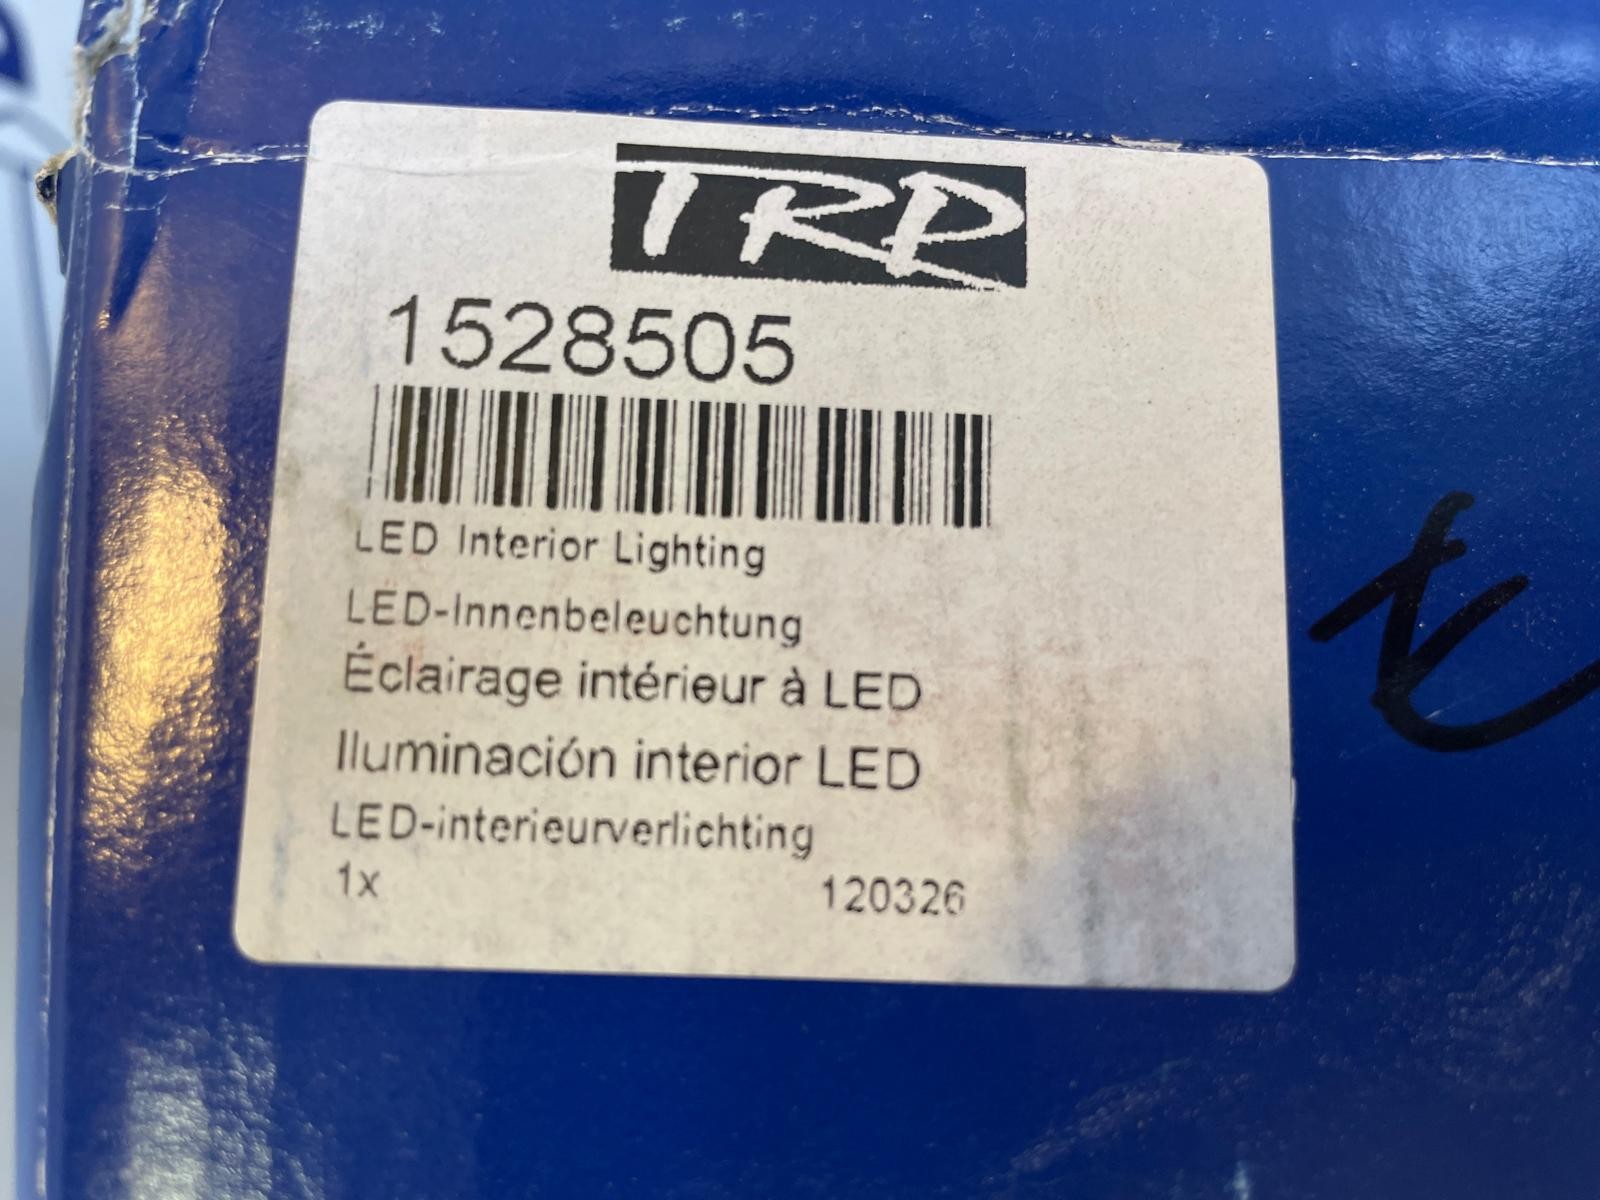 TRP
1528505
LED Interior Lighting
LED-Innenbeleuchtung
Éclairage intérieur à LED
Iluminación interior LED
LED-interieurverlichting
1x 120326